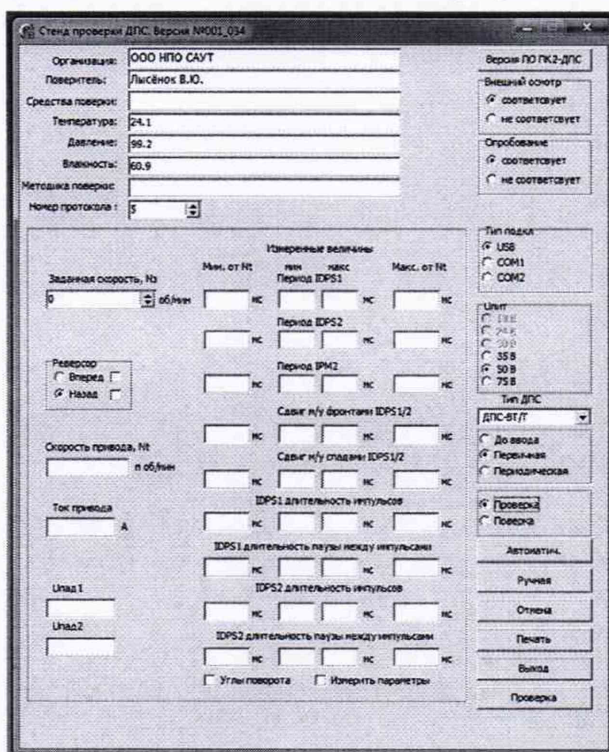 Стенд проверки ДПС. Версия №001_034
Организация: ООО НПО САУТ
Поверитель: Лысёнок В.Ю.
Средства поверки:
Температура: 24.1
Давление: 99.2
Влажность: 60.9
Методика поверки:
Номер протокола : 5
Версия ПО ПК2-ДПС
Внешний осмотр
соответсвует
не соответсвует
Опробование
соответсвует
не соответсвует
Измеренные величины
Мин. от Nt мин макс Макс. от Nt
Заданная скорость, Nз
0 об/мин
Период IDPS1
мс мс мс мс
Период IDPS2
мс мс мс мс
Реверсор
Вперед
Назад
Период IPM2
мс мс мс мс
Сдвиг м/у фронтами IDPS1/2
мс мс мс мс
Скорость привода, Nt
п об/мин
Сдвиг м/у спадами IDPS1/2
мс мс мс мс
Ток привода
А
IDPS1 длительность импульсов
мс мс мс мс
IDPS1 длительность паузы между импульсами
мс мс мс мс
Uпад1
Uпад2
IDPS2 длительность импульсов
мс мс мс мс
IDPS2 длительность паузы между импульсами
мс мс мс мс
Углы поворота Измерить параметры
Тип подкл
USB
COM1
COM2
Uпит
35 В
50 В
75 В
Тип ДПС
ДПС-ВТ/Т
До ввода
Первичная
Периодическая
Проверка
Поверка
Автоматич.
Ручная
Отмена
Печать
Выход
Проверка